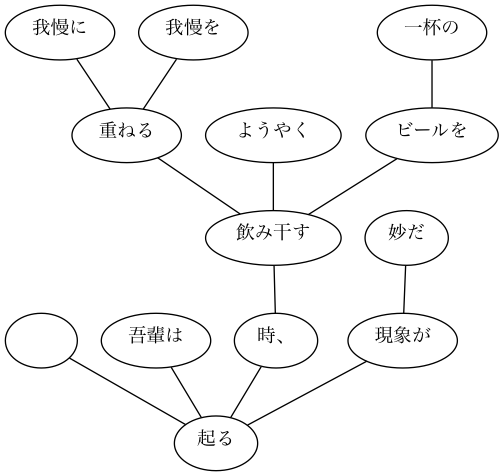 我慢に 我慢を 一杯の
重ねる ようやく ビールを
飲み干す 妙だ
吾輩は 時、 現象が
起る